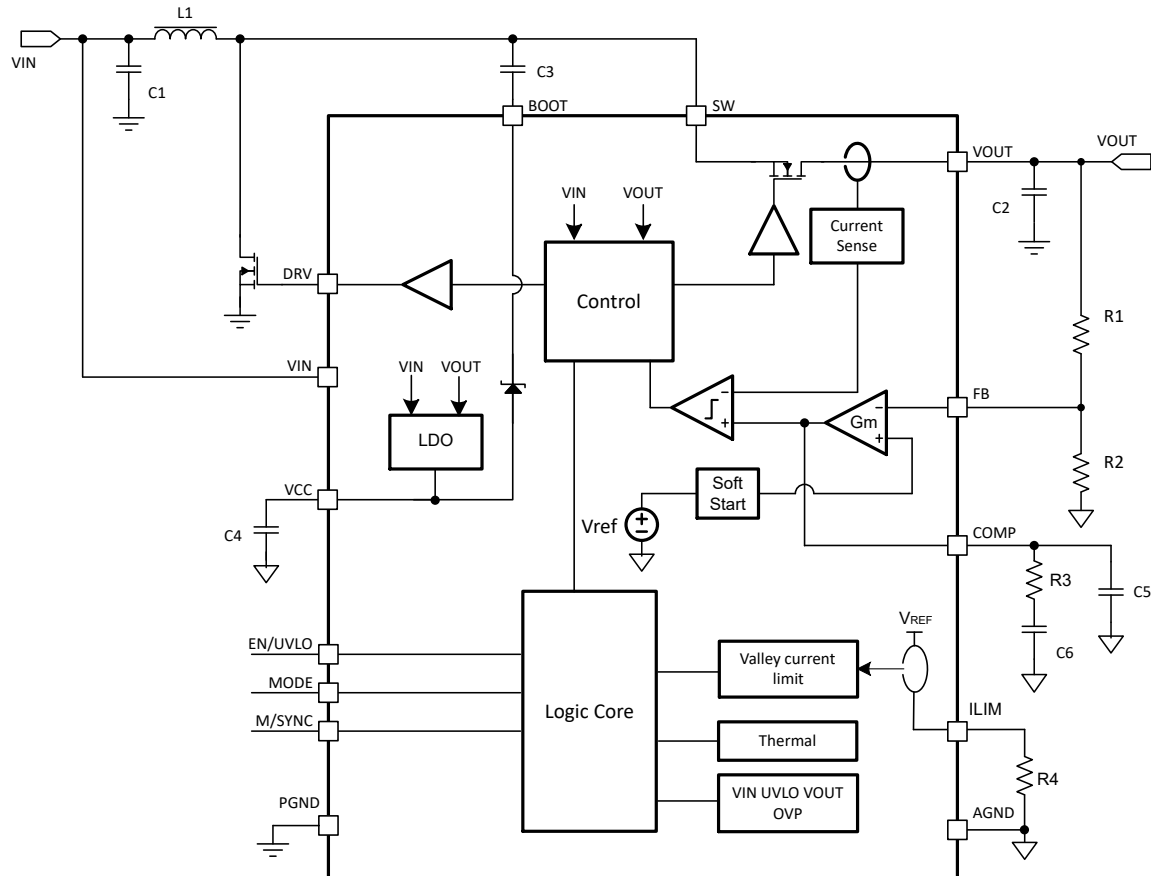 L1
VIN
C1
C3
BOOT
SW
VOUT
VOUT
C2
VIN
VOUT
Current
Sense
DRV
Control
R1
VIN
VIN
VOUT
FB
Gm
LDO
R2
Soft
Start
VCC
C4
Vref
COMP
R3
C5
C6
VREF
EN/UVLO
MODE
M/SYNC
Logic Core
Valley current
limit
ILIM
Thermal
R4
VIN UVLO VOUT
OVP
PGND
AGND